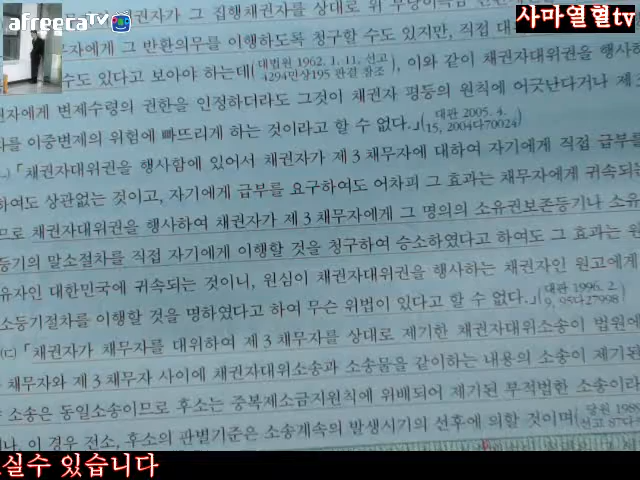 afreecaTV
사마열혈tv
채권자가 그 집행채권자를 상대로 위 부당이득금
무자에게 그 반환의무를 이행하도록 청구할 수도 있지만, 직접 대
수도 있다고 보아야 하는데(대법원 1962. 1. 11. 선고 4294민상195 판결 참조), 이와 같이 채권자대위권을 행사하
권자에게 변제수령의 권한을 인정하더라도 그것이 채권자 평등의 원칙에 어긋난다거나 제3
를 이중변제의 위험에 빠뜨리게 하는 것이라고 할 수 없다.」(대판 2005. 4. 15, 2004다70024)
「채권자대위권을 행사함에 있어서 채권자가 제3채무자에 대하여 자기에게 직접 급부를
하여도 상관없는 것이고, 자기에게 급부를 요구하여도 어차피 그 효과는 채무자에게 귀속되는
므로 채권자대위권을 행사하여 채권자가 제3채무자에게 그 명의의 소유권보존등기나 소유
등기의 말소절차를 직접 자기에게 이행할 것을 청구하여 승소하였다고 하여도 그 효과는 원
유자인 대한민국에 귀속되는 것이니, 원심이 채권자대위권을 행사하는 채권자인 원고에게
소등기절차를 이행할 것을 명하였다고 하여 무슨 위법이 있다고 할 수 없다.」(대판 1996. 2. 9, 95다27998)
(ㄷ) 「채권자가 채무자를 대위하여 제3채무자를 상대로 제기한 채권자대위소송이 법원에
채무자와 제3채무자 사이에 채권자대위소송과 소송물을 같이하는 내용의 소송이 제기된
소송은 동일소송이므로 후소는 중복제소금지원칙에 위배되어 제기된 부적법한 소송이라
나, 이 경우 전소, 후소의 판별기준은 소송계속의 발생시기의 선후에 의할 것이며
실수 있습니다